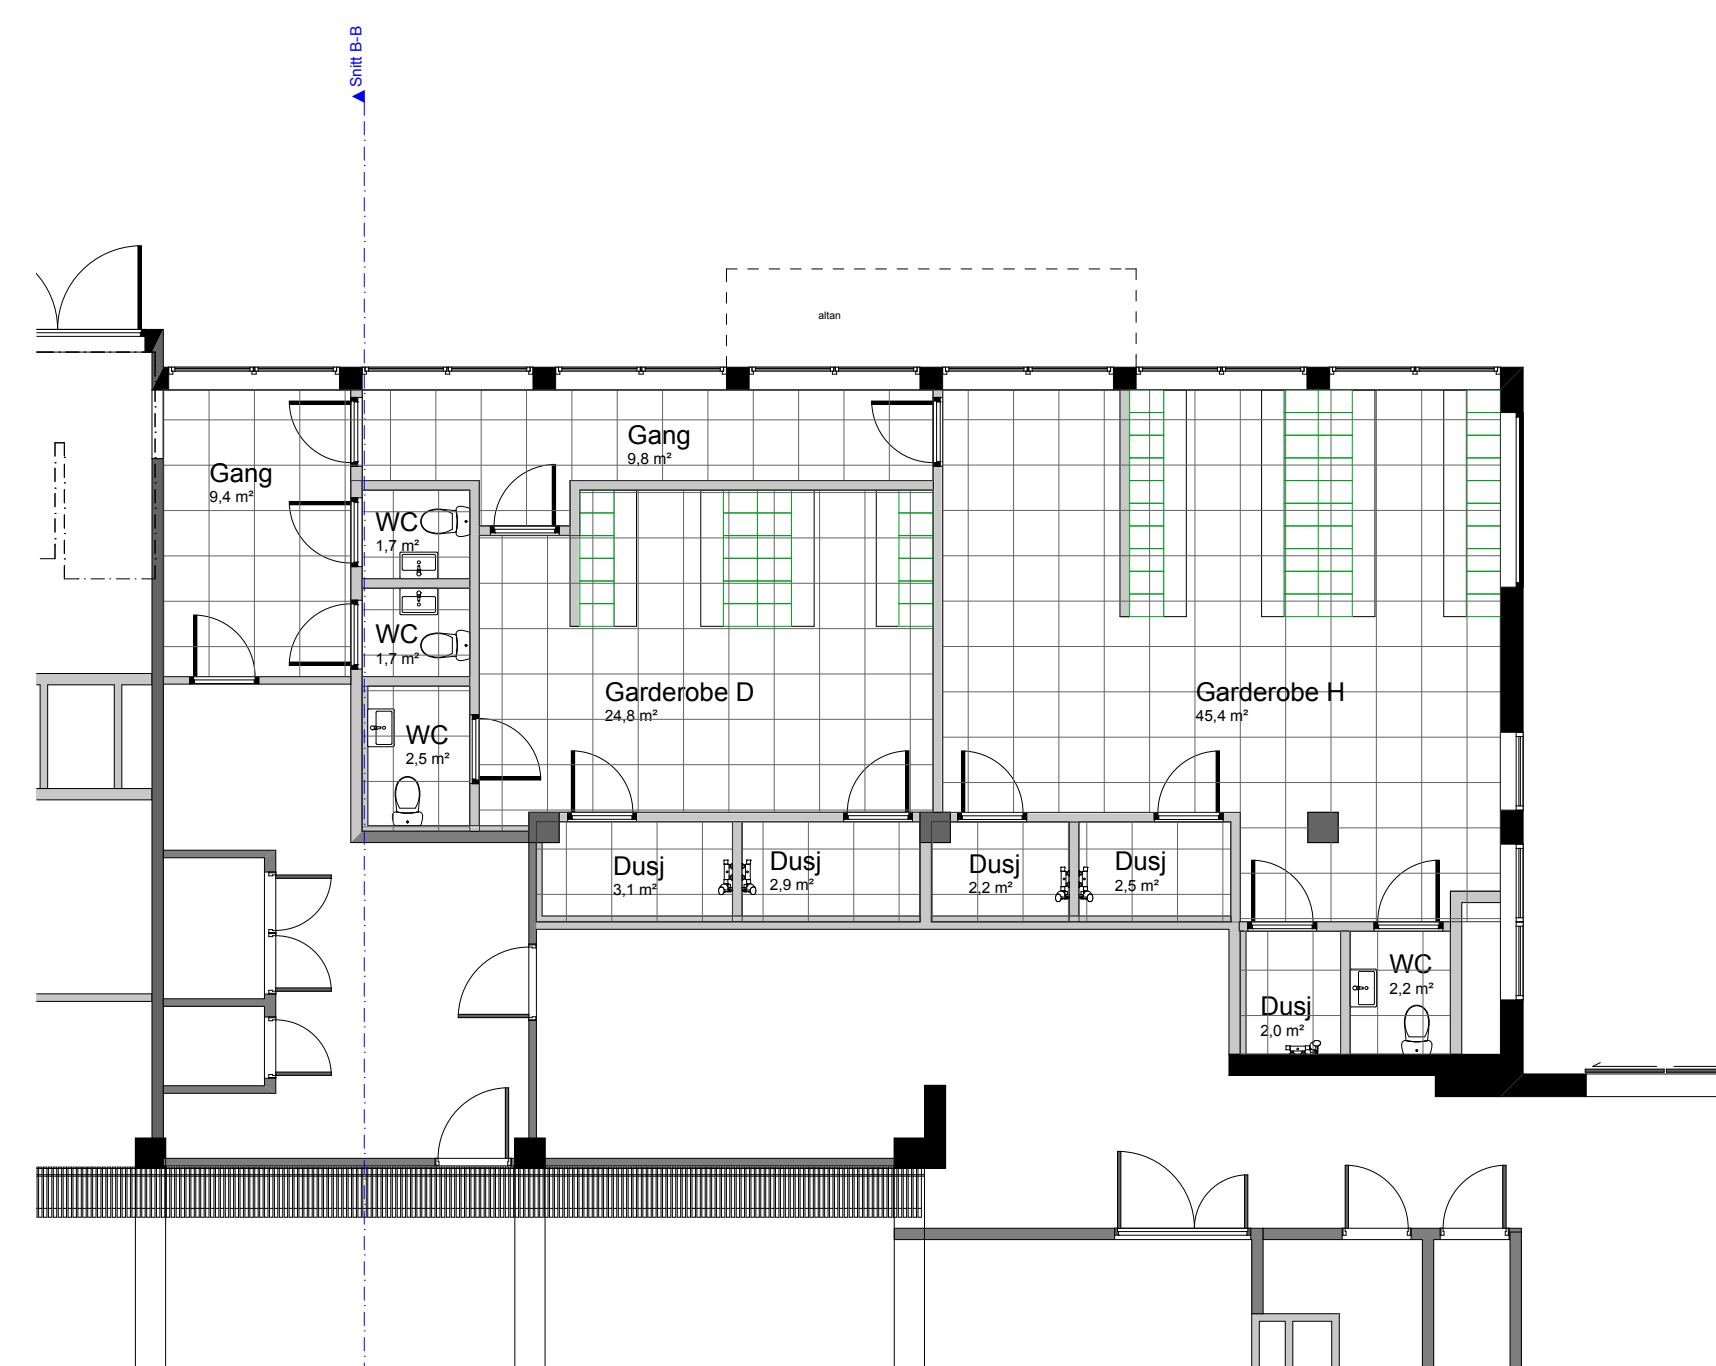 Snitt B-B
altan
Gang
9,8 m²
Gang
9,4 m²
WC
1,7 m²
WC
1,7 m²
Garderobe D
24,8 m²
Garderobe H
45,4 m²
WC
2,5 m²
Dusj
3,1 m²
Dusj
2,9 m²
Dusj
2,2 m²
Dusj
2,5 m²
WC
2,2 m²
Dusj
2,0 m²